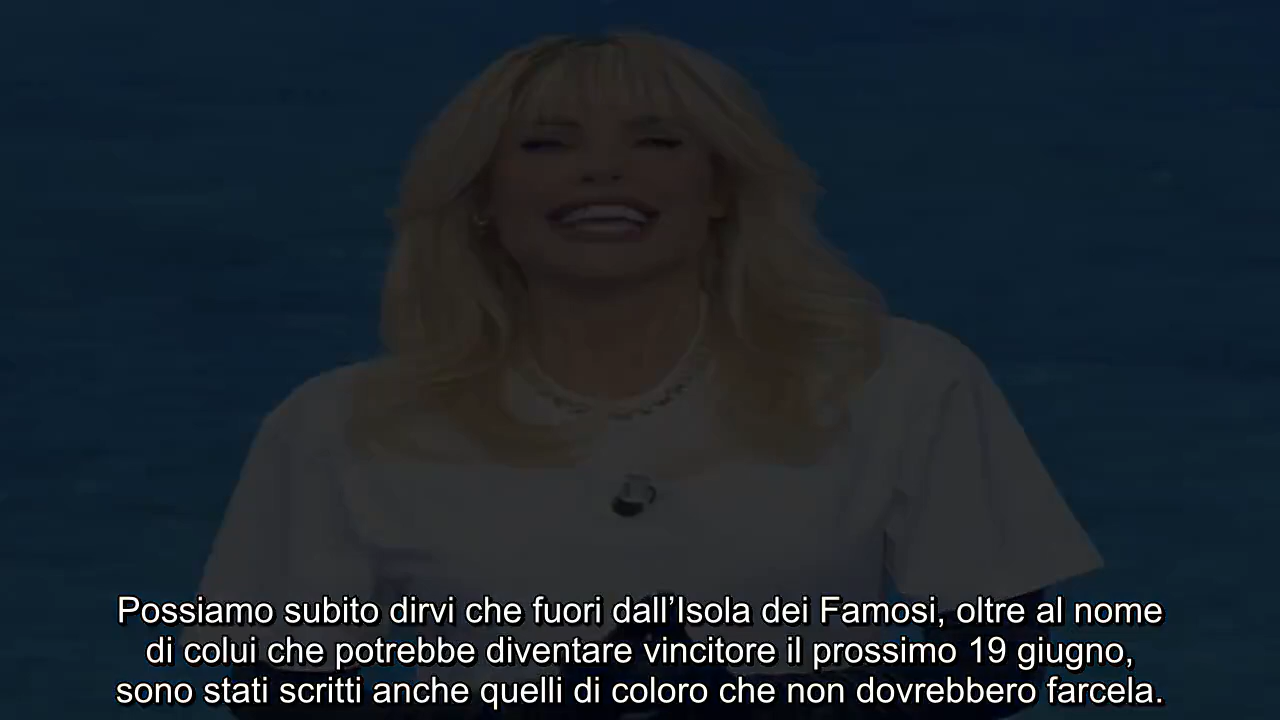 Possiamo subito dirvi che fuori dall’Isola dei Famosi, oltre al nome
di colui che potrebbe diventare vincitore il prossimo 19 giugno,
sono stati scritti anche quelli di coloro che non dovrebbero farcela.